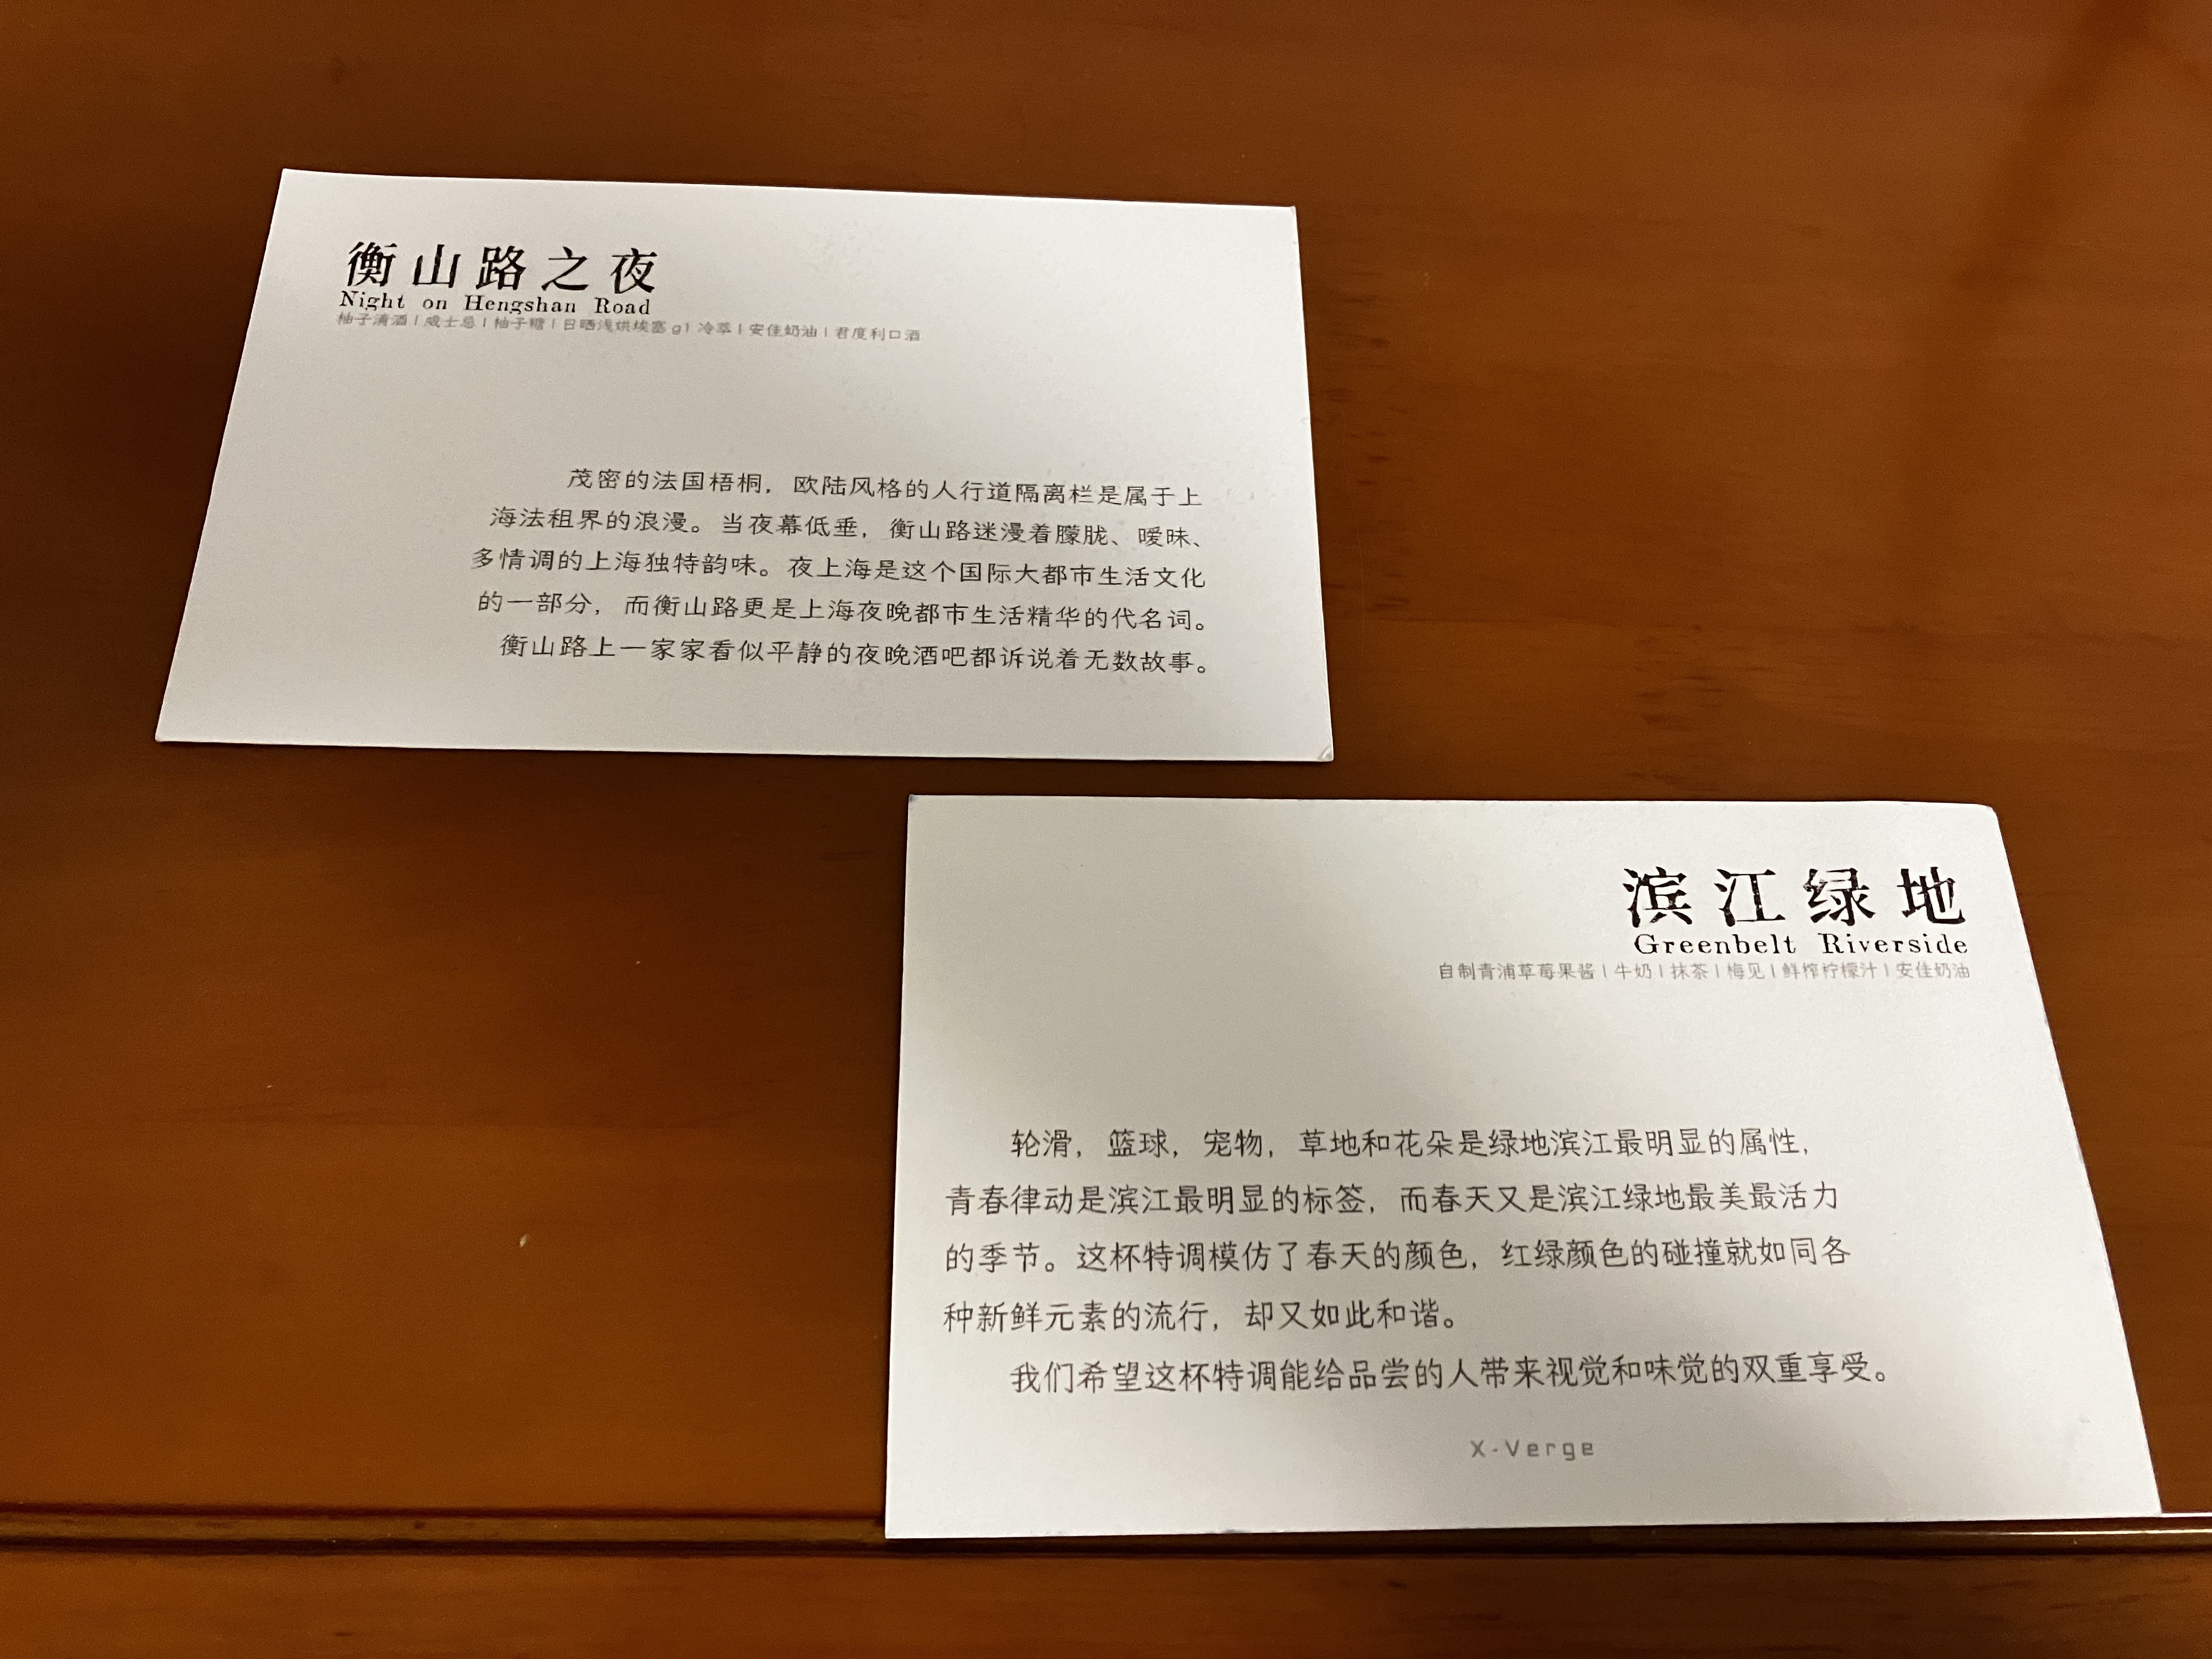 衡山路之夜
Night on Hengshan Road
柚子清酒 | 威士忌 | 柚子糖 | 日晒浅烘埃塞 g1 冷萃 | 安佳奶油 | 君度利口酒
茂密的法国梧桐，欧陆风格的人行道隔离栏是属于上
海法租界的浪漫。当夜幕低垂，衡山路迷漫着朦胧、暧昧、
多情调的上海独特韵味。夜上海是这个国际大都市生活文化
的一部分，而衡山路更是上海夜晚都市生活精华的代名词。
衡山路上一家家看似平静的夜晚酒吧都诉说着无数故事。
滨江绿地
Greenbelt Riverside
自制青浦草莓果酱 | 牛奶 | 抹茶 | 梅见 | 鲜榨柠檬汁 | 安佳奶油
轮滑，篮球，宠物，草地和花朵是绿地滨江最明显的属性，
青春律动是滨江最明显的标签，而春天又是滨江绿地最美最活力
的季节。这杯特调模仿了春天的颜色，红绿颜色的碰撞就如同各
种新鲜元素的流行，却又如此和谐。
我们希望这杯特调能给品尝的人带来视觉和味觉的双重享受。
X-Verge